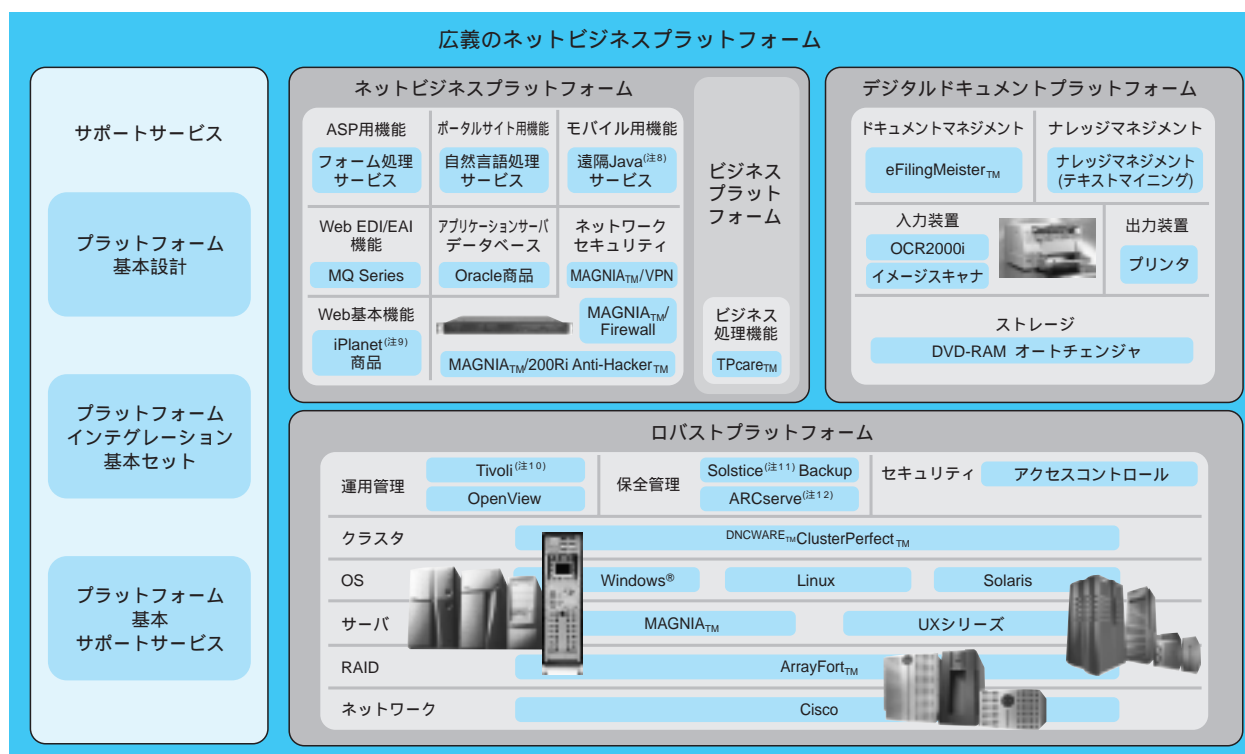 広義のネットビジネスプラットフォーム
サポートサービス
プラットフォーム
基本設計
プラットフォーム
インテグレーション
基本セット
プラットフォーム
基本
サポートサービス
ネットビジネスプラットフォーム
ASP用機能
フォーム処理
サービス
ポータルサイト用機能
自然言語処理
サービス
モバイル用機能
遠隔Java(注8)
サービス
Web EDI/EAI
機能
MQ Series
アプリケーションサーバ
データベース
Oracle商品
ネットワーク
セキュリティ
MAGNIATM/VPN
Web基本機能
iPlanet(注9)
商品
MAGNIATM/
Firewall
MAGNIATM/200Ri Anti-HackerTM
ビジネス
プラット
フォーム
ビジネス
処理機能
TPcareTM
デジタルドキュメントプラットフォーム
ドキュメントマネジメント
eFilingMeisterTM
ナレッジマネジメント
ナレッジマネジメント
(テキストマイニング)
入力装置
OCR2000i
イメージスキャナ
出力装置
プリンタ
ストレージ
DVD-RAM オートチェンジャ
ロバストプラットフォーム
運用管理
Tivoli(注10)
OpenView
保全管理
Solstice(注11) Backup
ARCserve(注12)
セキュリティ
アクセスコントロール
クラスタ
DNCWARETMClusterPerfectTM
OS
Windows®
Linux
Solaris
サーバ
MAGNIATM
UXシリーズ
RAID
ArrayFortTM
ネットワーク
Cisco